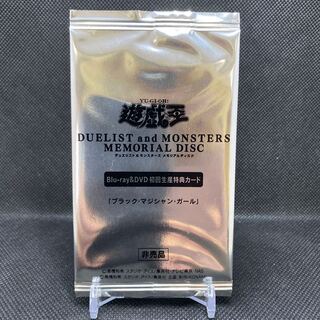 YU-GI-OH!
遊戯王
DUELIST and MONSTERS
MEMORIAL DISC
デュエリスト&モンスターズ メモリアルディスク
Blu-ray&DVD初回生産特典カード
「ブラック・マジシャン・ガール」
非売品